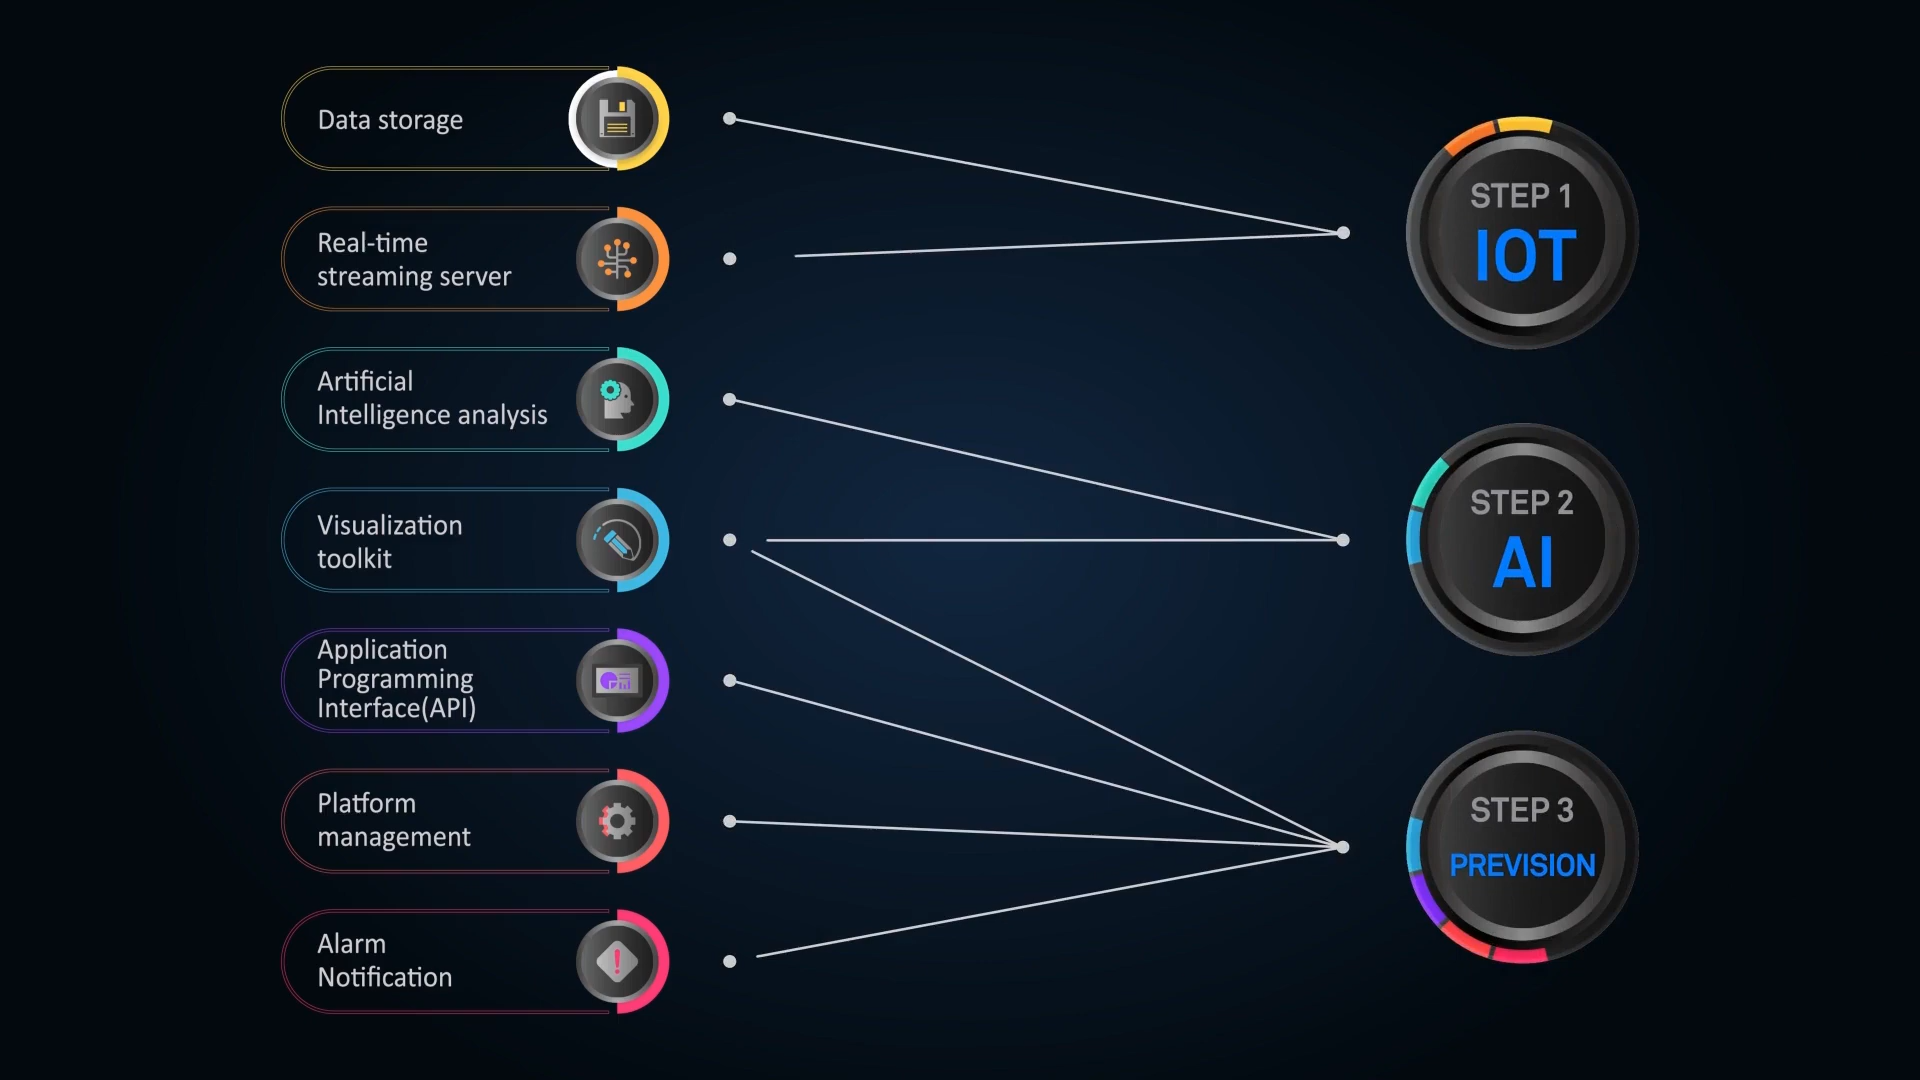 Data storage
Real-time
streaming server
Artificial
Intelligence analysis
Visualization
toolkit
Application
Programming
Interface(API)
Platform
management
Alarm
Notification
STEP 1
IOT
STEP 2
AI
STEP 3
PREVISION